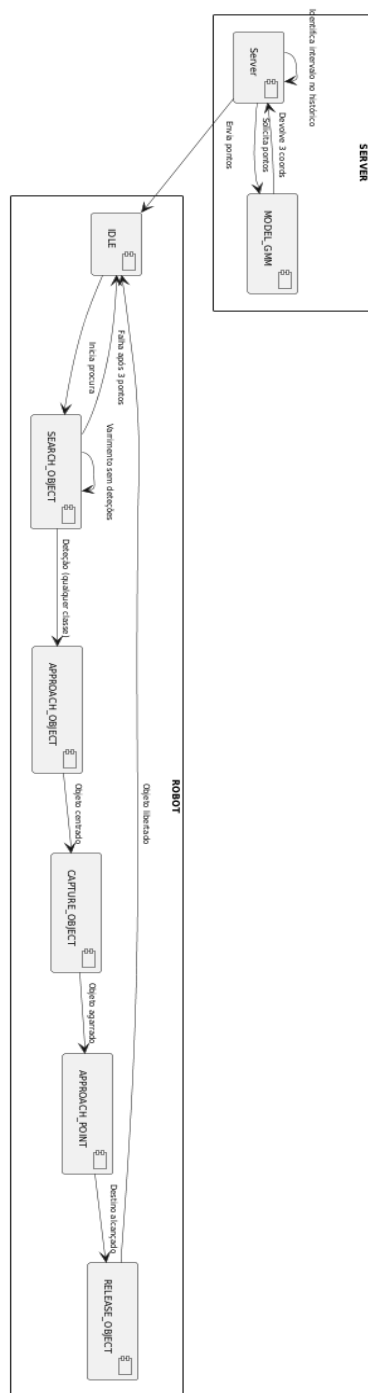 SERVER
Identifica intervalo no histórico
Server
Devolve 3 coords
Solicita pontos
MODEL_GMM
Envia pontos
ROBOT
IDLE
Falha após 3 pontos
Inicia procura
Varrimento sem deteções
SEARCH_OBJECT
Deteção (qualquer classe)
APPROACH_OBJECT
Objeto centrado
CAPTURE_OBJECT
Objeto agarrado
APPROACH_POINT
Destino alcançado
RELEASE_OBJECT
Objeto libertado